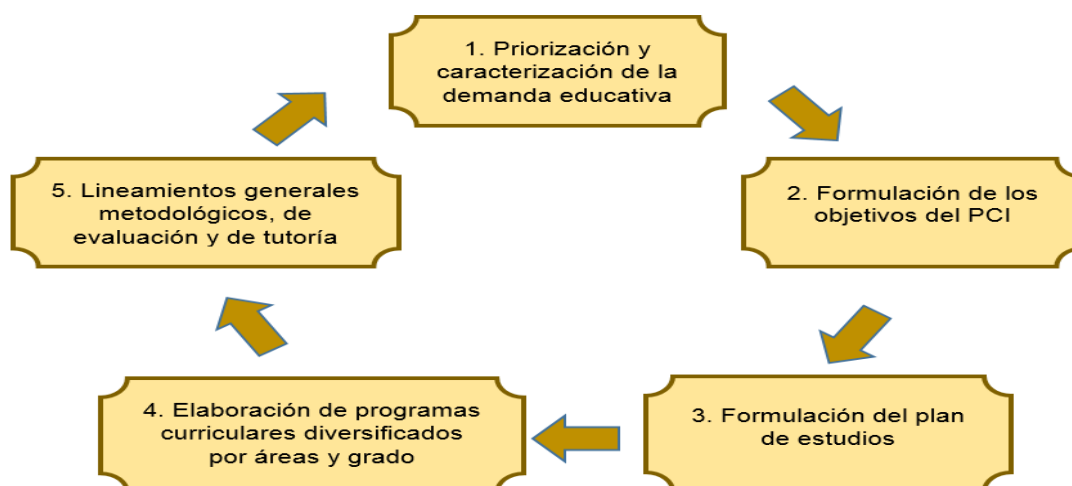 1. Priorización y
caracterización de la
demanda educativa
2. Formulación de los
objetivos del PCI
3. Formulación del plan
de estudios
4. Elaboración de programas
curriculares diversificados
por áreas y grado
5. Lineamientos generales
metodológicos, de
evaluación y de tutoría